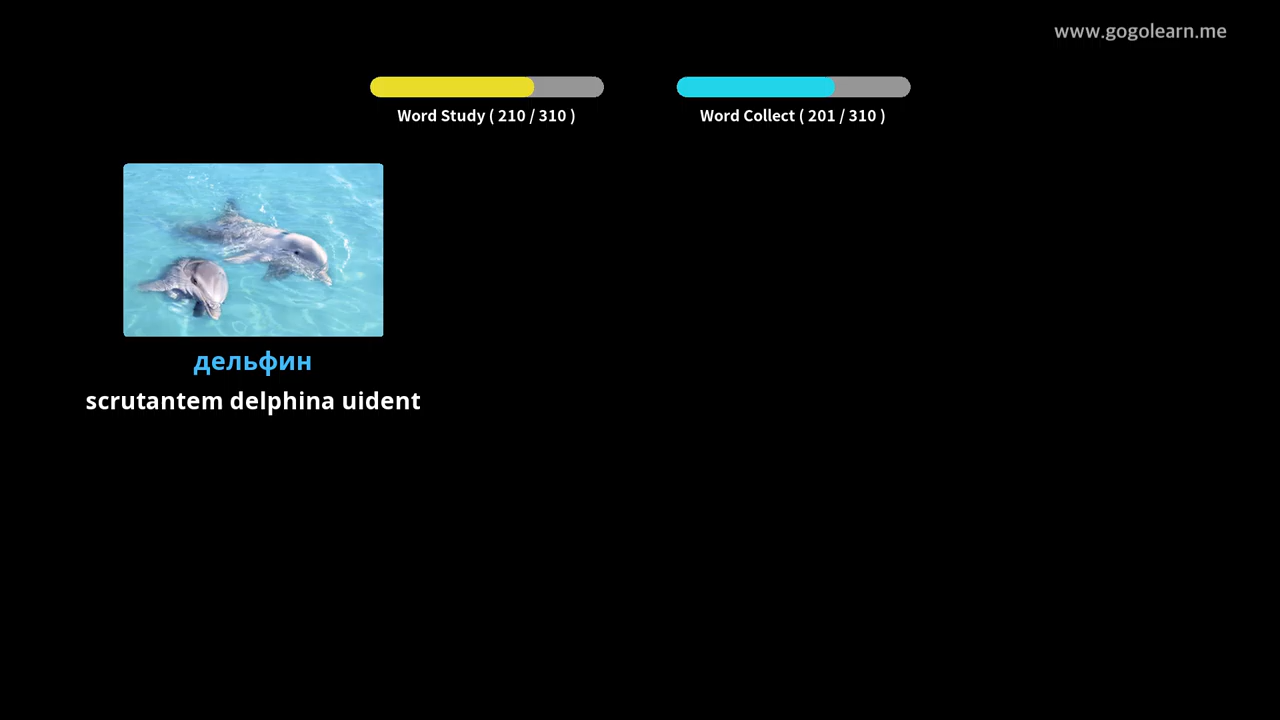 www.gogolearn.me
Word Study ( 210 / 310 )
Word Collect ( 201 / 310 )
дельфин
scrutantem delphina uident